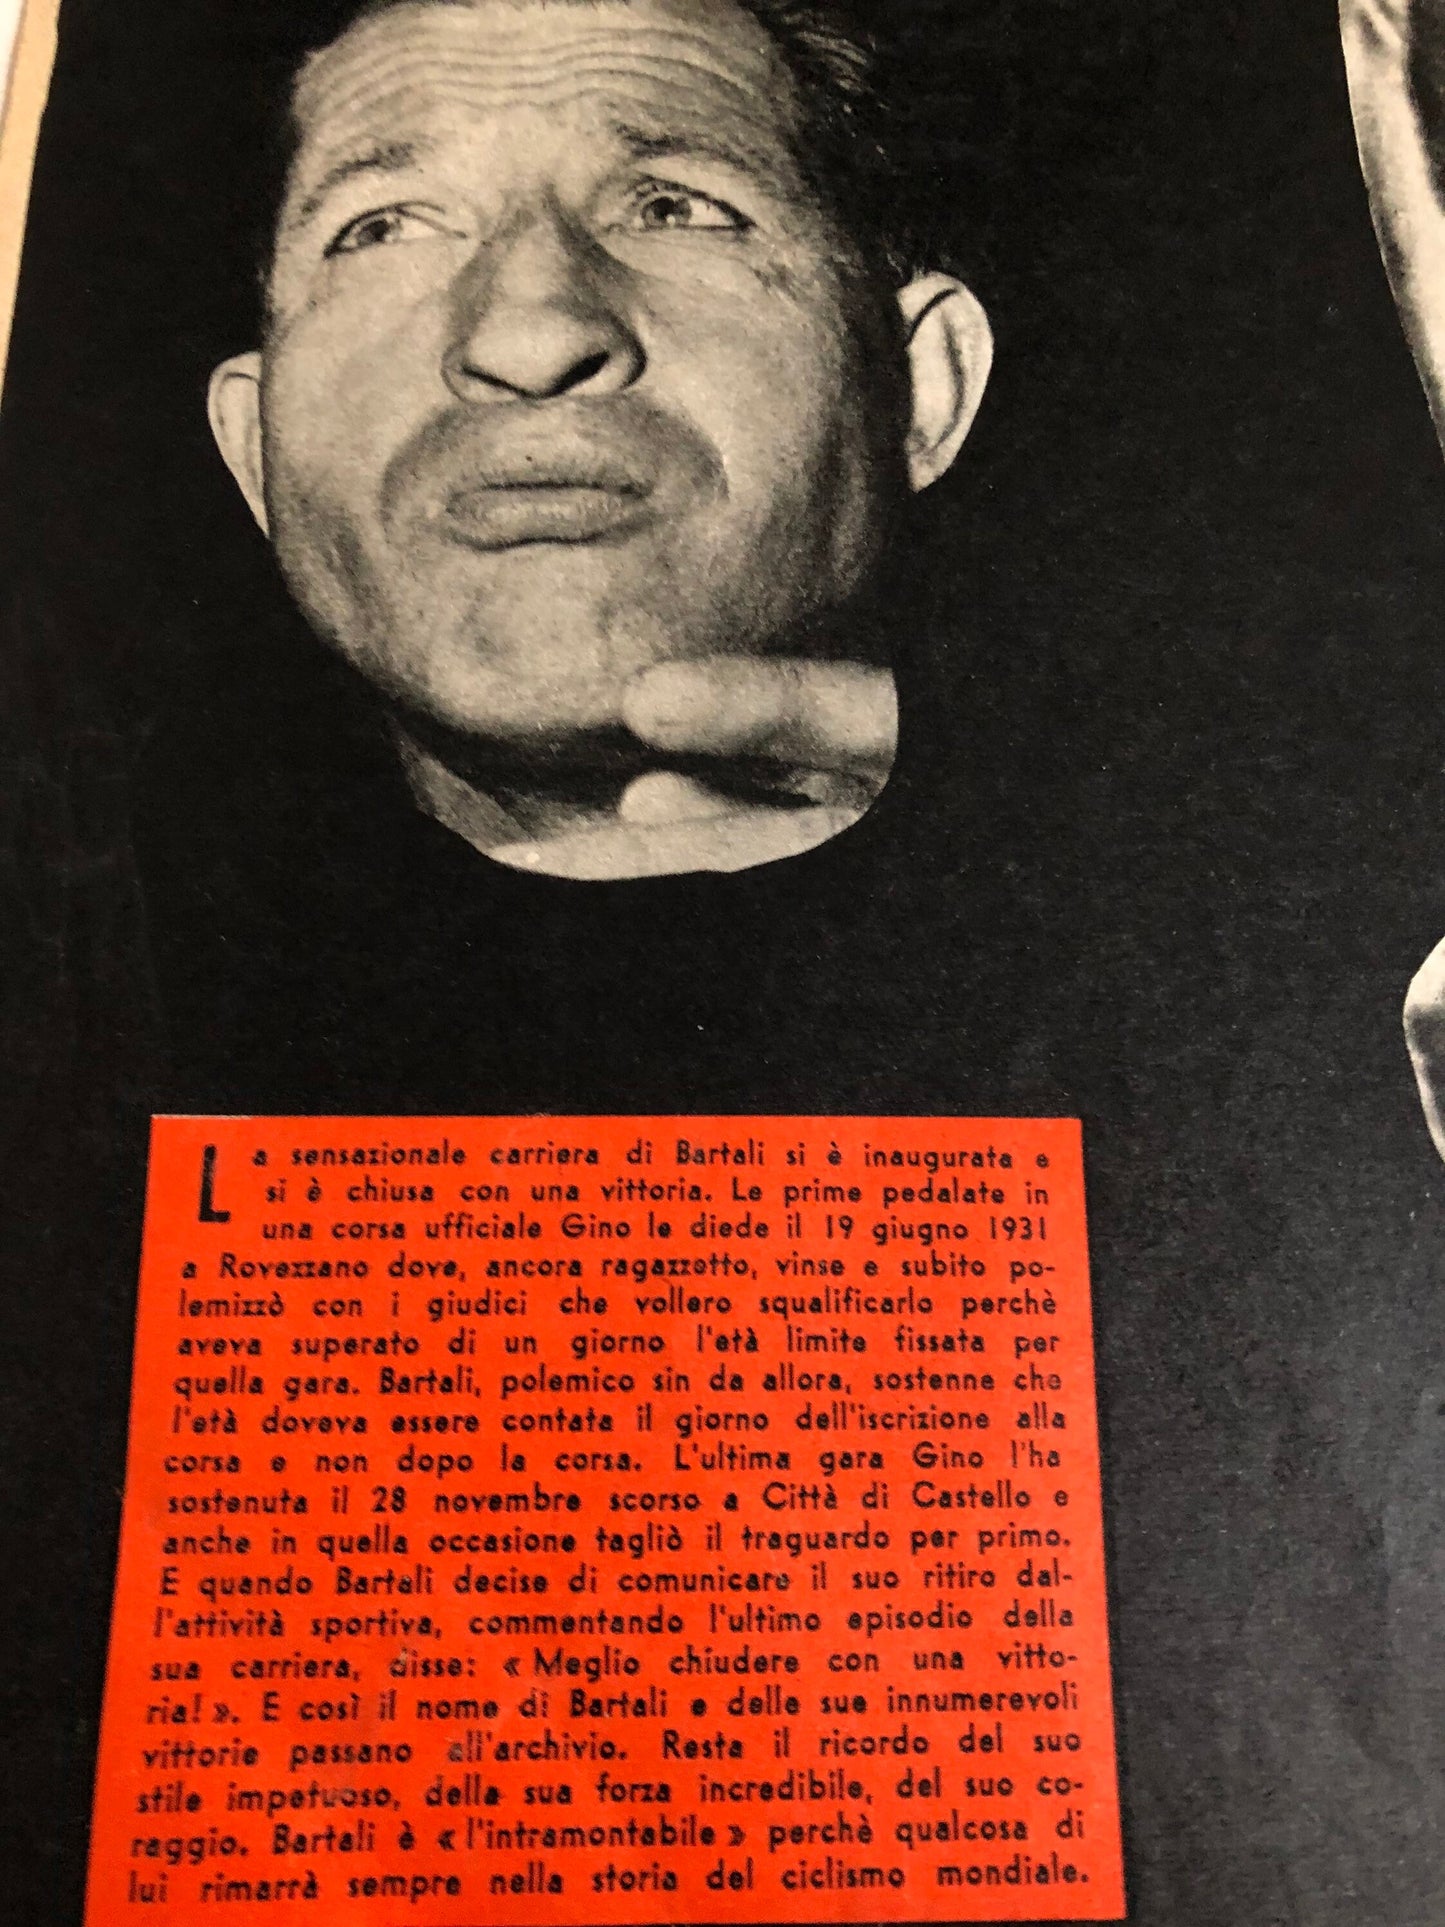 La sensazionale carriera di Bartali si è inaugurata e
si è chiusa con una vittoria. Le prime pedalate in
una corsa ufficiale Gino le diede il 19 giugno 1931
a Rovezzano dove, ancora ragazzetto, vinse e subito po-
lemizzò con i giudici che vollero squalificarlo perchè
aveva superato di un giorno l'età limite fissata per
quella gara. Bartali, polemico sin da allora, sostenne che
l'età doveva essere contata il giorno dell'iscrizione alla
corsa e non dopo la corsa. L'ultima gara Gino l'ha
sostenuta il 28 novembre scorso a Città di Castello e
anche in quella occasione tagliò il traguardo per primo.
E quando Bartali decise di comunicare il suo ritiro dal-
l'attività sportiva, commentando l'ultimo episodio della
sua carriera, disse: « Meglio chiudere con una vitto-
ria! ». E così il nome di Bartali e delle sue innumerevoli
vittorie passano all'archivio. Resta il ricordo del suo
stile impetuoso, della sua forza incredibile, del suo co-
raggio. Bartali è « l'intramontabile » perchè qualcosa di
lui rimarrà sempre nella storia del ciclismo mondiale.